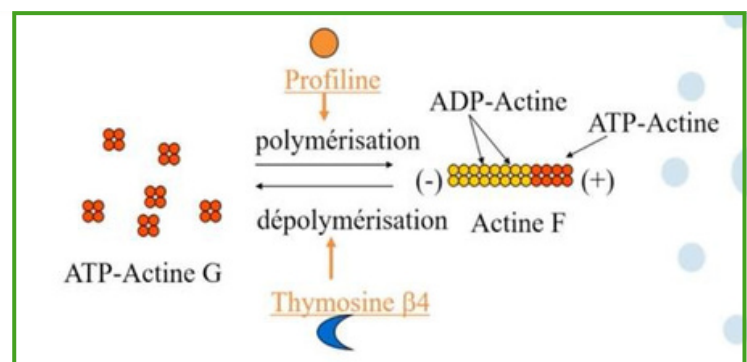 Profiline
ADP-Actine
ATP-Actine
polymérisation
(-)
(+)
dépolymérisation
Actine F
ATP-Actine G
Thymosine β4